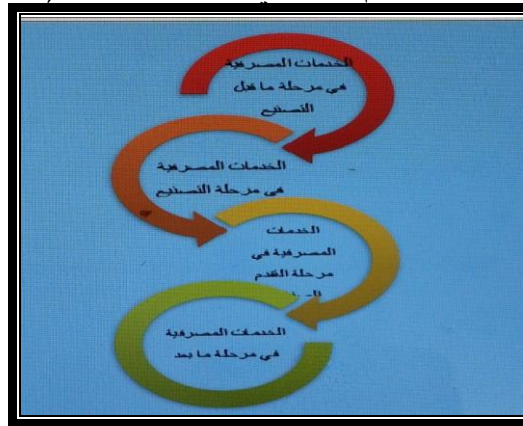 الخدمات المصرفية
في مرحلة ما قبل
التصنيع
الخدمات المصرفية
في مرحلة التصنيع
الخدمات
المصرفية في
مرحلة التقدم
الخدمات المصرفية
في مرحلة ما بعد